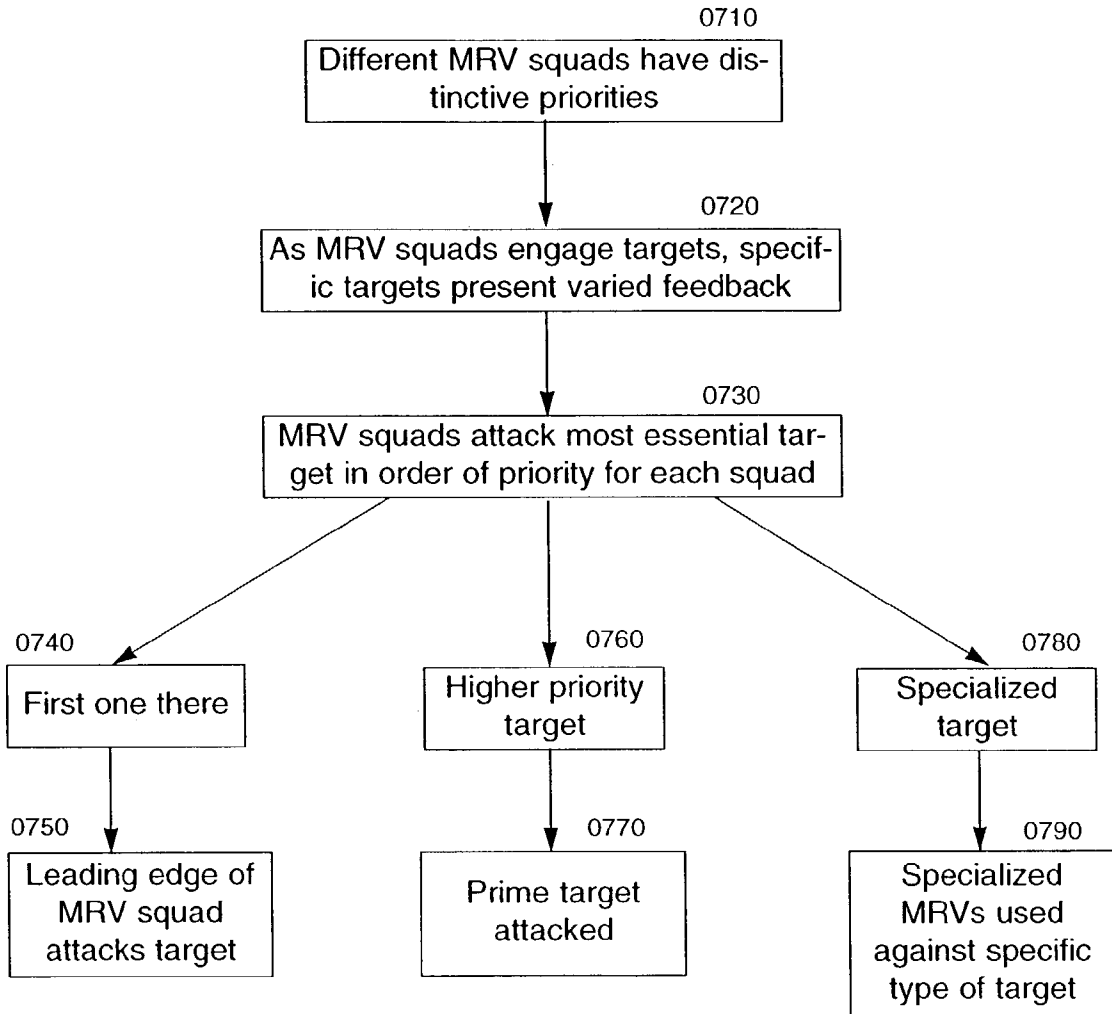 0710
Different MRV squads have dis-
tinctive priorities
0720
As MRV squads engage targets, specif-
ic targets present varied feedback
0730
MRV squads attack most essential tar-
get in order of priority for each squad
0740
First one there
0760
Higher priority
target
0780
Specialized
target
0750
Leading edge of
MRV squad
attacks target
0770
Prime target
attacked
0790
Specialized
MRVs used
against specific
type of target